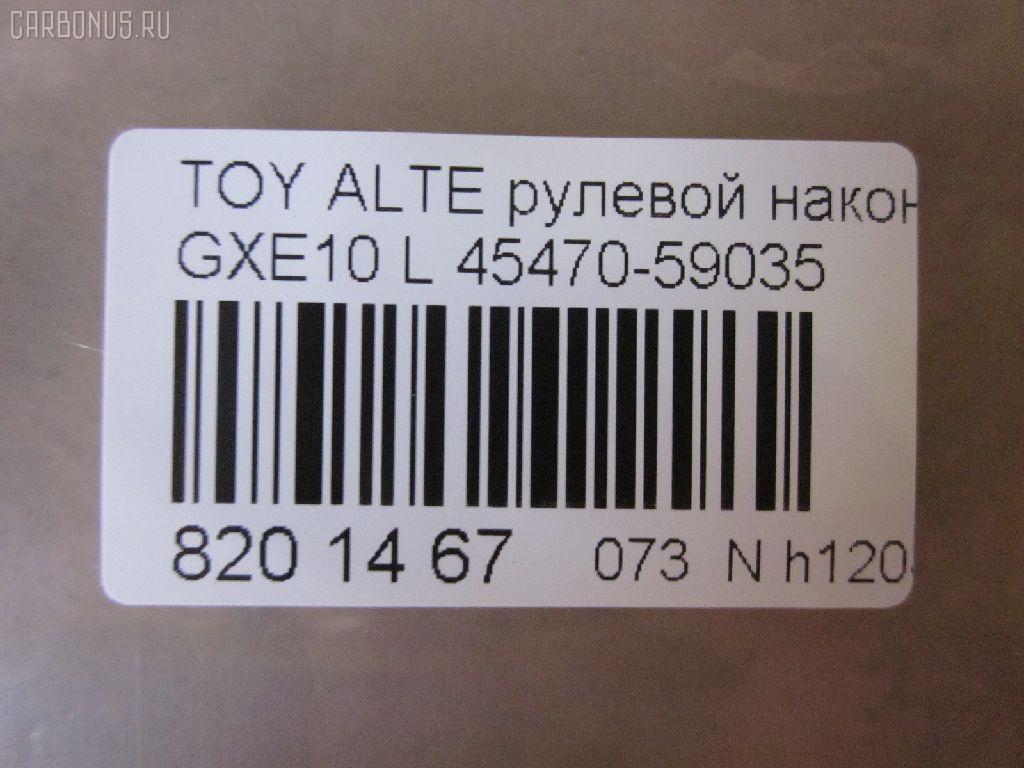 CARBONUS.RU
TOY ALTE рулевой након
GXE10 L 45470-59035
820 14 67 073 N h120